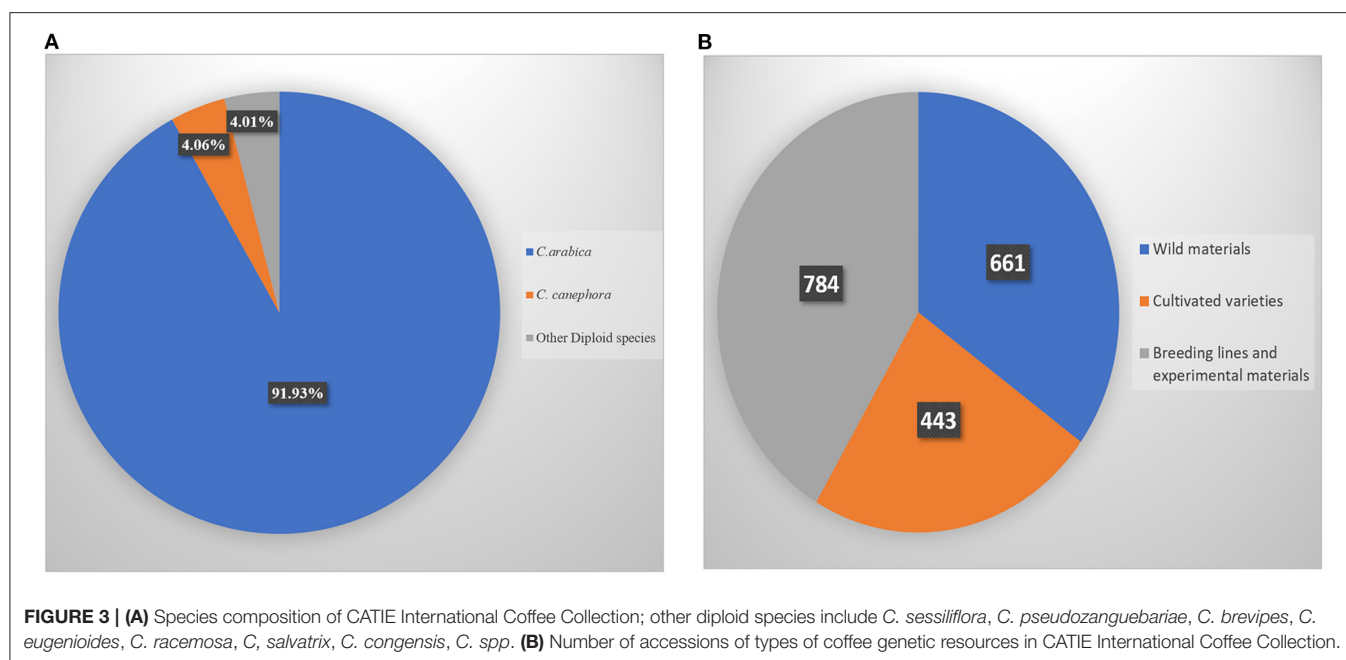 A
4.01%
4.06%
C.arabica
C. canephora
Other Diploid species
91.93%
B
661
784
443
Wild materials
Cultivated varieties
Breeding lines and
experimental materials
FIGURE 3 | (A) Species composition of CATIE International Coffee Collection; other diploid species include C. sessiliflora, C. pseudozanguebariae, C. brevipes, C.
eugenioides, C. racemosa, C, salvatrix, C. congensis, C. spp. (B) Number of accessions of types of coffee genetic resources in CATIE International Coffee Collection.